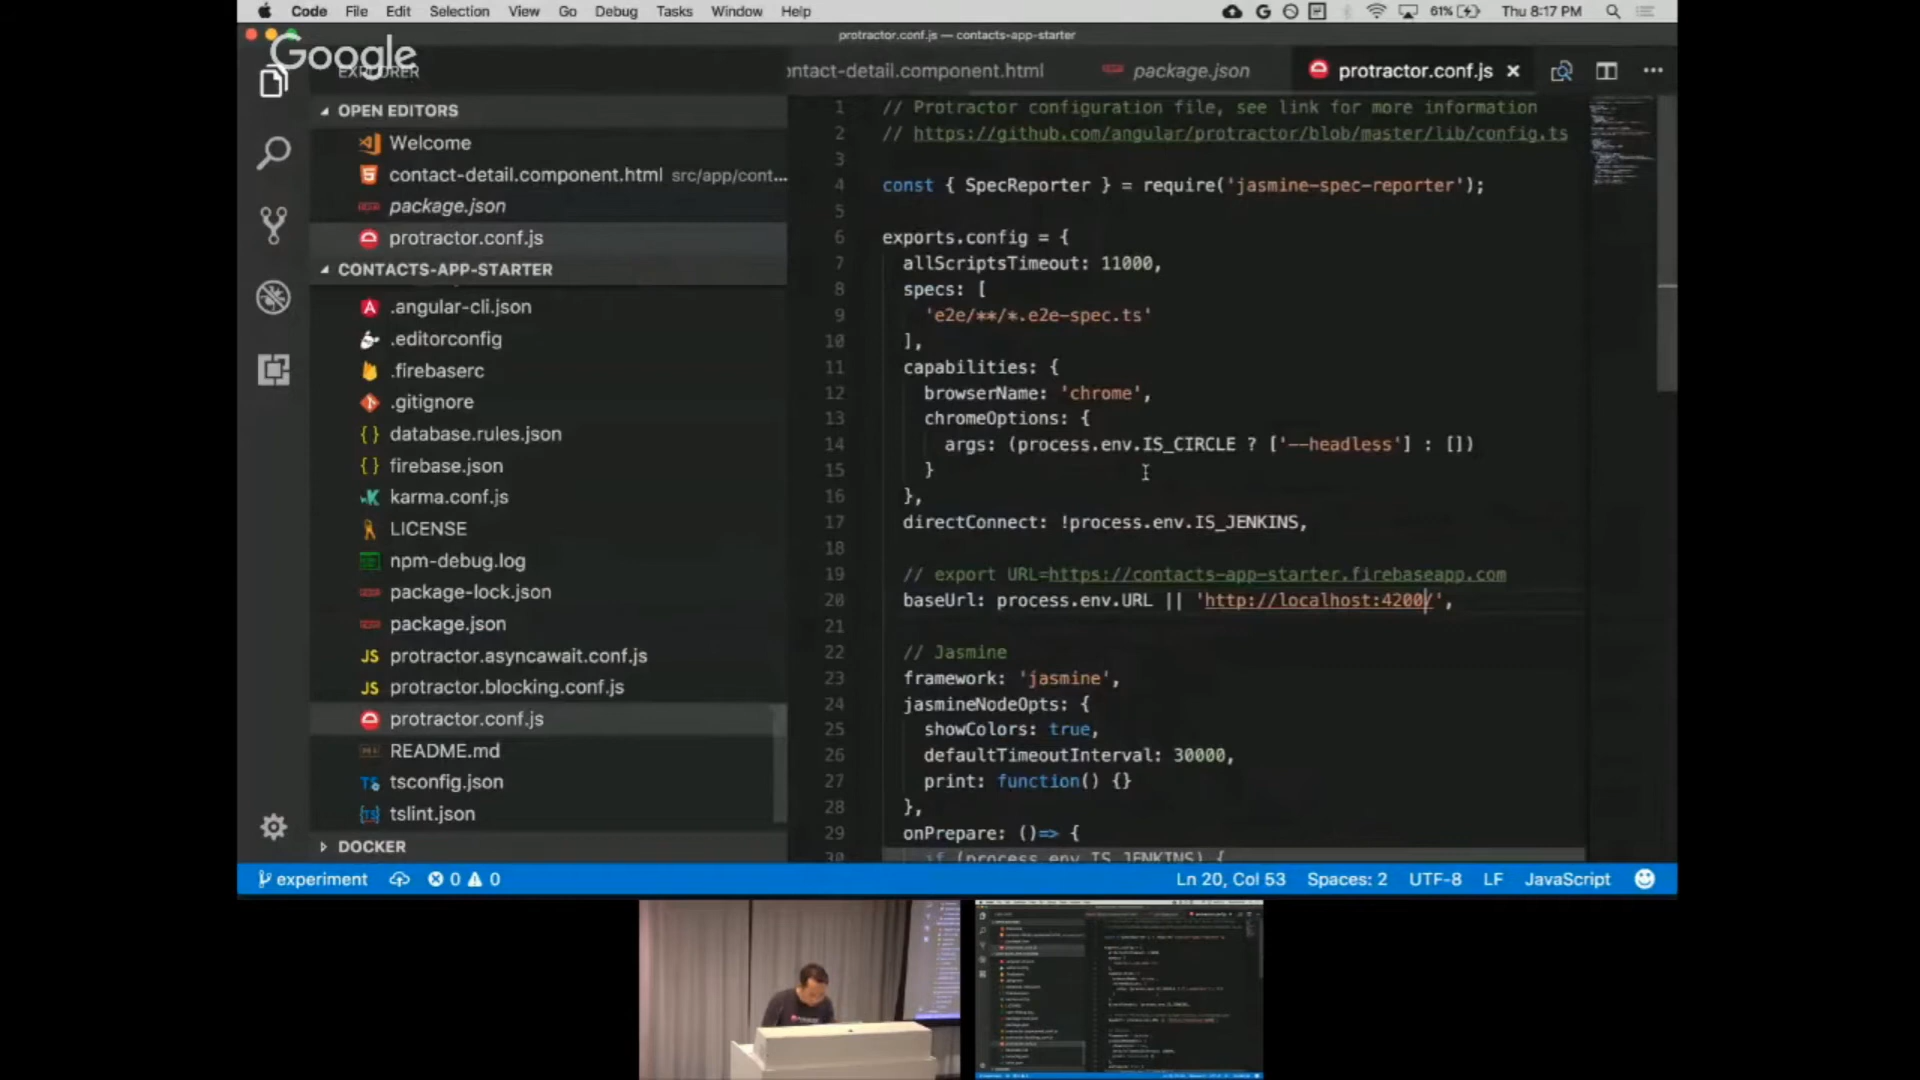 Code File Edit Selection View Go Debug Tasks Window Help
61% Thu 8:17 PM
protractor.conf.js — contacts-app-starter
Google
EXPLORER
ontact-detail.component.html package.json protractor.conf.js
OPEN EDITORS
Welcome
contact-detail.component.html src/app/cont...
package.json
protractor.conf.js
CONTACTS-APP-STARTER
.angular-cli.json
.editorconfig
.firebaserc
.gitignore
database.rules.json
firebase.json
karma.conf.js
LICENSE
npm-debug.log
package-lock.json
package.json
protractor.asyncawait.conf.js
protractor.blocking.conf.js
protractor.conf.js
README.md
tsconfig.json
tslint.json
DOCKER
1 // Protractor configuration file, see link for more information
2 // https://github.com/angular/protractor/blob/master/lib/config.ts
3
4 const { SpecReporter } = require('jasmine-spec-reporter');
5
6 exports.config = {
7 allScriptsTimeout: 11000,
8 specs: [
9 'e2e/**/*.e2e-spec.ts'
10 ],
11 capabilities: {
12 browserName: 'chrome',
13 chromeOptions: {
14 args: (process.env.IS_CIRCLE ? ['--headless'] : [])
15 }
16 },
17 directConnect: !process.env.IS_JENKINS,
18
19 // export URL=https://contacts-app-starter.firebaseapp.com
20 baseUrl: process.env.URL || 'http://localhost:4200/',
21
22 // Jasmine
23 framework: 'jasmine',
24 jasmineNodeOpts: {
25 showColors: true,
26 defaultTimeoutInterval: 30000,
27 print: function() {}
28 },
29 onPrepare: ()=> {
30 if (process.env.IS_JENKINS) {
experiment 0 0 Ln 20, Col 53 Spaces: 2 UTF-8 LF JavaScript